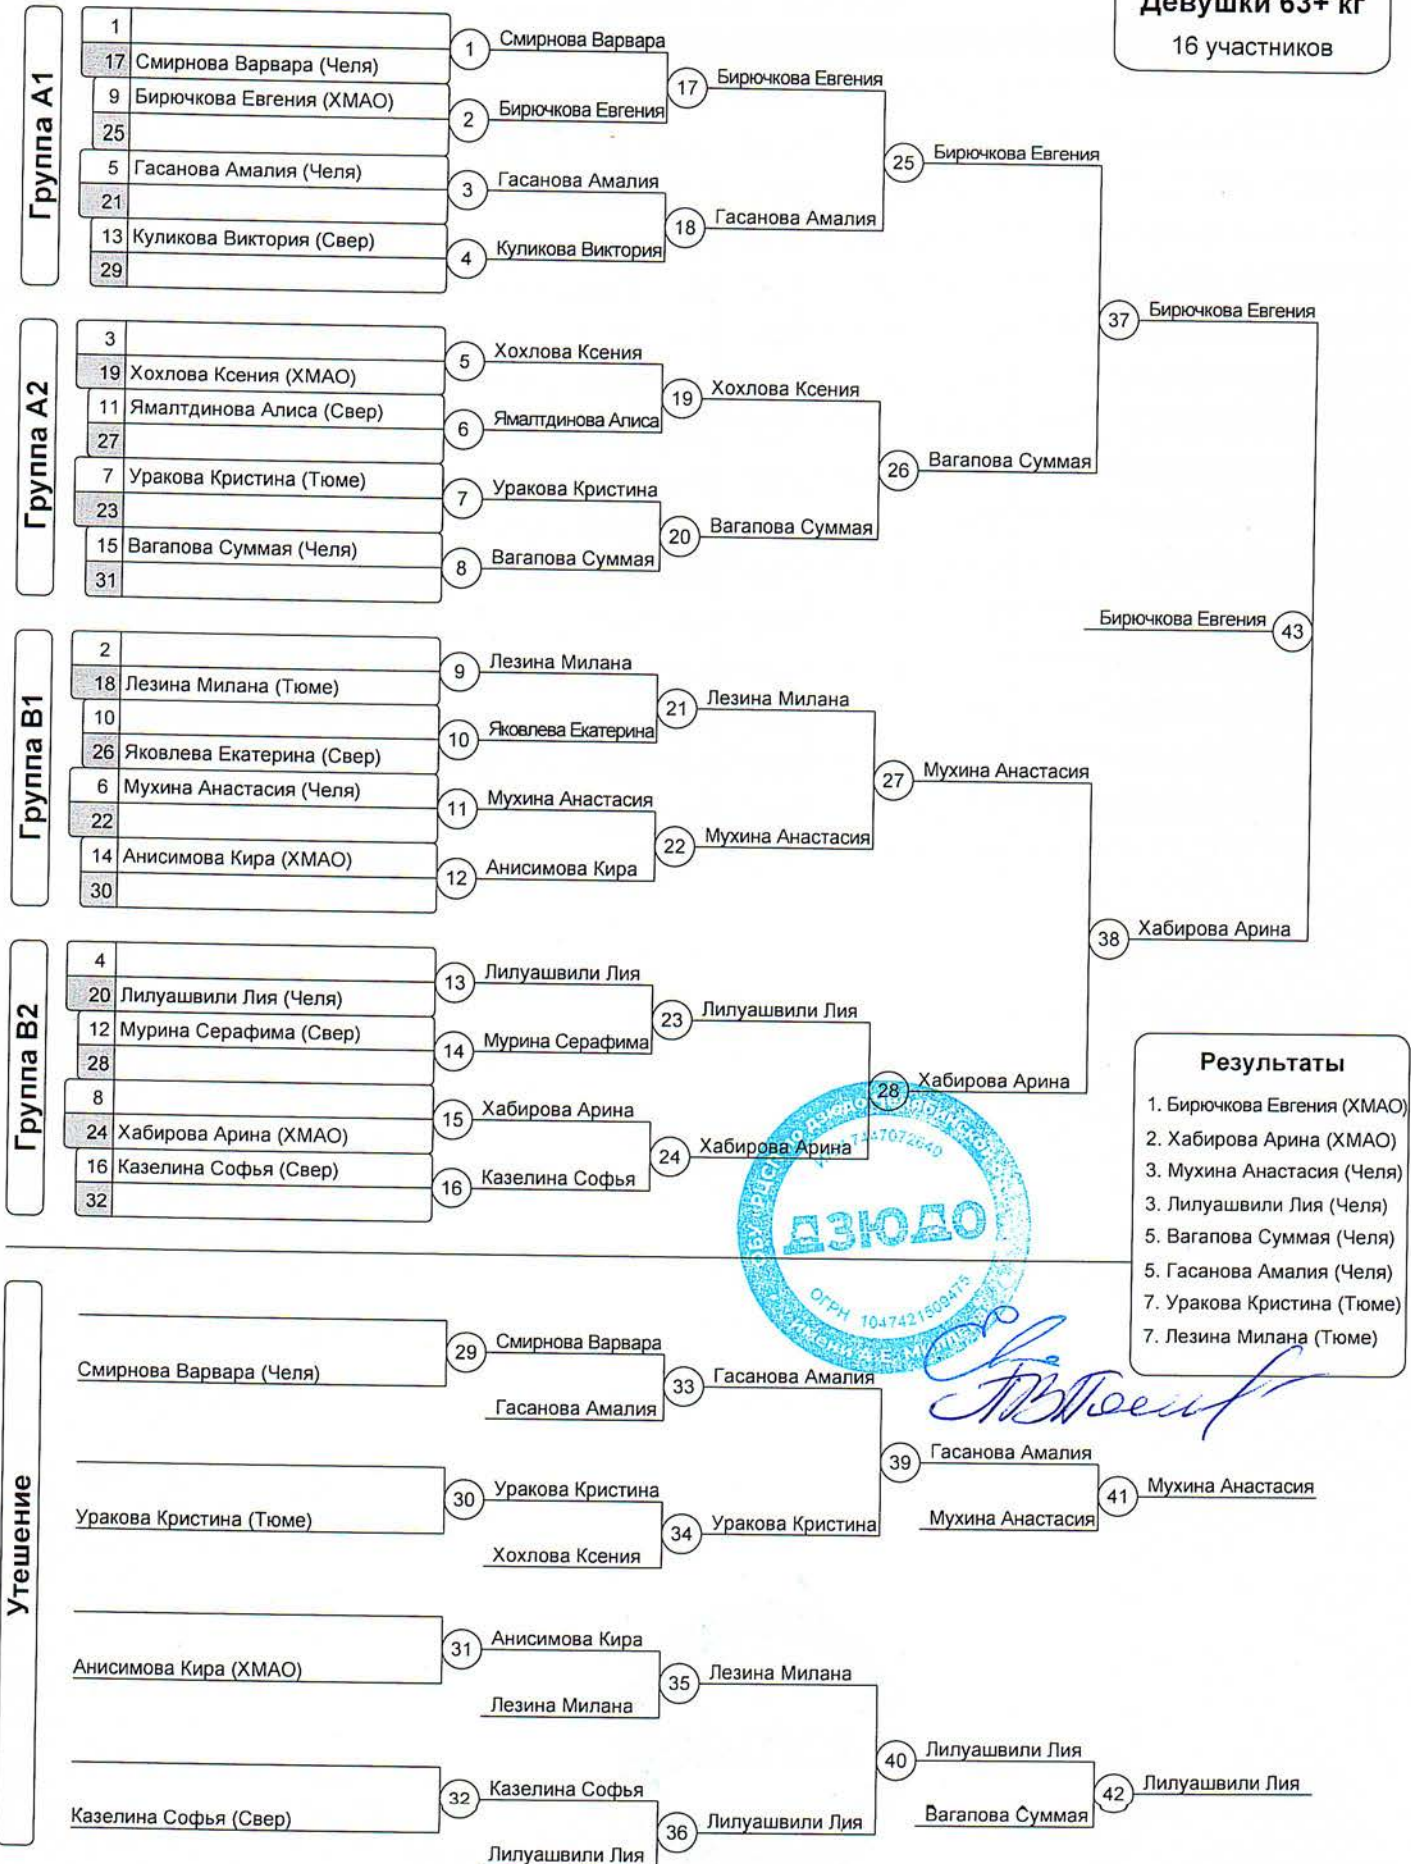 Девушки 63+ кг
16 участников
Группа A1
1
17 Смирнова Варвара (Челя)
9 Бирючкова Евгения (ХМАО)
25
5 Гасанова Амалия (Челя)
21
13 Куликова Виктория (Свер)
29
1 Смирнова Варвара
2 Бирючкова Евгения
3 Гасанова Амалия
4 Куликова Виктория
17 Бирючкова Евгения
18 Гасанова Амалия
25 Бирючкова Евгения
Группа A2
3
19 Хохлова Ксения (ХМАО)
11 Ямалтдинова Алиса (Свер)
27
7 Уракова Кристина (Тюме)
23
15 Вагапова Суммая (Челя)
31
5 Хохлова Ксения
6 Ямалтдинова Алиса
7 Уракова Кристина
8 Вагапова Суммая
19 Хохлова Ксения
20 Вагапова Суммая
26 Вагапова Суммая
37 Бирючкова Евгения
Группа B1
2
18 Лезина Милана (Тюме)
10
26 Яковлева Екатерина (Свер)
6 Мухина Анастасия (Челя)
22
14 Анисимова Кира (ХМАО)
30
9 Лезина Милана
10 Яковлева Екатерина
11 Мухина Анастасия
12 Анисимова Кира
21 Лезина Милана
22 Мухина Анастасия
27 Мухина Анастасия
Бирючкова Евгения 43
Группа B2
4
20 Лилуашвили Лия (Челя)
12 Мурина Серафима (Свер)
28
8
24 Хабирова Арина (ХМАО)
16 Казелина Софья (Свер)
32
13 Лилуашвили Лия
14 Мурина Серафима
15 Хабирова Арина
16 Казелина Софья
23 Лилуашвили Лия
24 Хабирова Арина
28 Хабирова Арина
38 Хабирова Арина
ДЗЮДО
7447072640
ОГРН 1047421509475
Результаты
1. Бирючкова Евгения (ХМАО)
2. Хабирова Арина (ХМАО)
3. Мухина Анастасия (Челя)
3. Лилуашвили Лия (Челя)
5. Вагапова Суммая (Челя)
5. Гасанова Амалия (Челя)
7. Уракова Кристина (Тюме)
7. Лезина Милана (Тюме)
Утешение
Смирнова Варвара (Челя)
29 Смирнова Варвара
Гасанова Амалия
33 Гасанова Амалия
Уракова Кристина (Тюме)
30 Уракова Кристина
Хохлова Ксения
34 Уракова Кристина
39 Гасанова Амалия
Мухина Анастасия
41 Мухина Анастасия
Анисимова Кира (ХМАО)
31 Анисимова Кира
Лезина Милана
35 Лезина Милана
Казелина Софья (Свер)
32 Казелина Софья
Лилуашвили Лия
36 Лилуашвили Лия
40 Лилуашвили Лия
Вагапова Суммая
42 Лилуашвили Лия